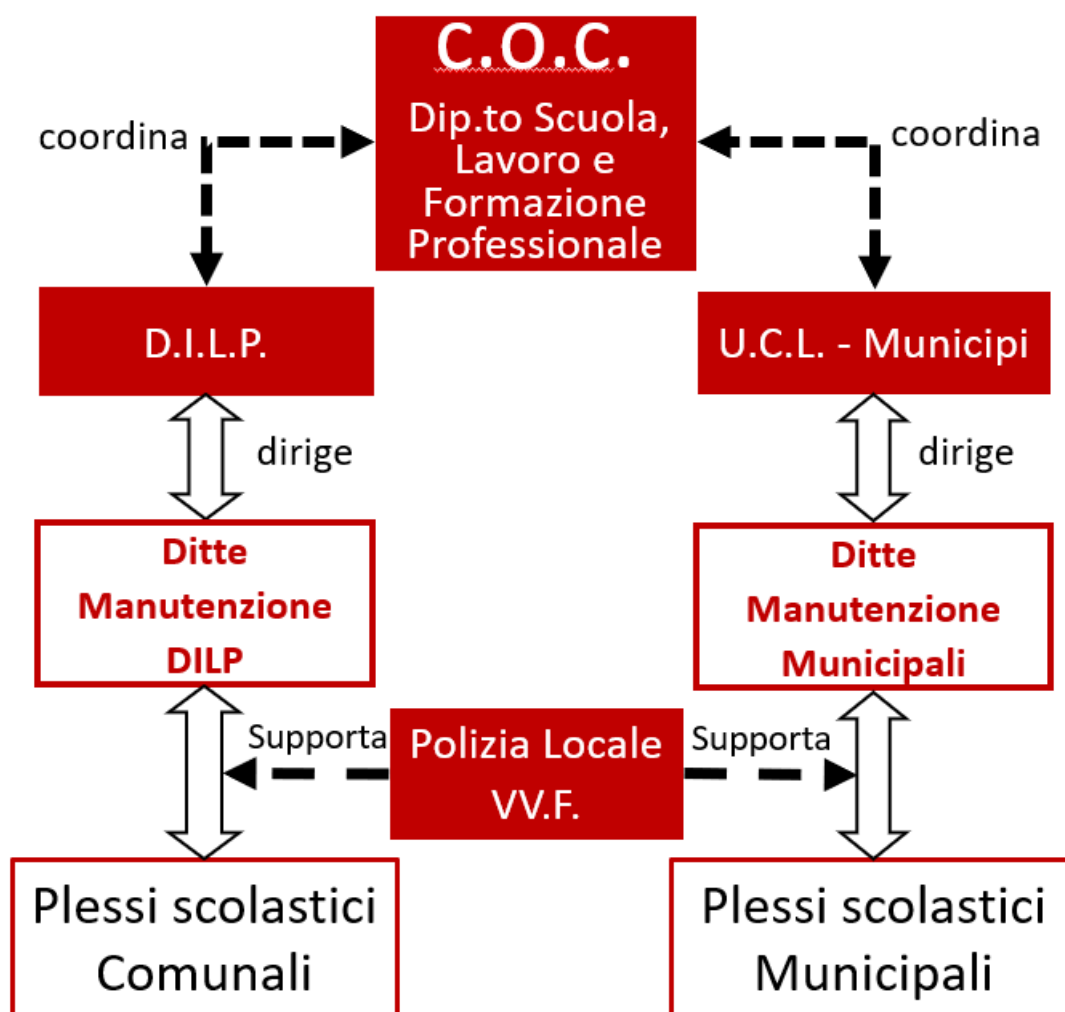 C.O.C.
Dip.to Scuola,
Lavoro e
Formazione
Professionale
coordina
coordina
D.I.L.P.
U.C.L. - Municipi
dirige
dirige
Ditte
Manutenzione
DILP
Ditte
Manutenzione
Municipali
Supporta
Polizia Locale
VV.F.
Supporta
Plessi scolastici
Comunali
Plessi scolastici
Municipali